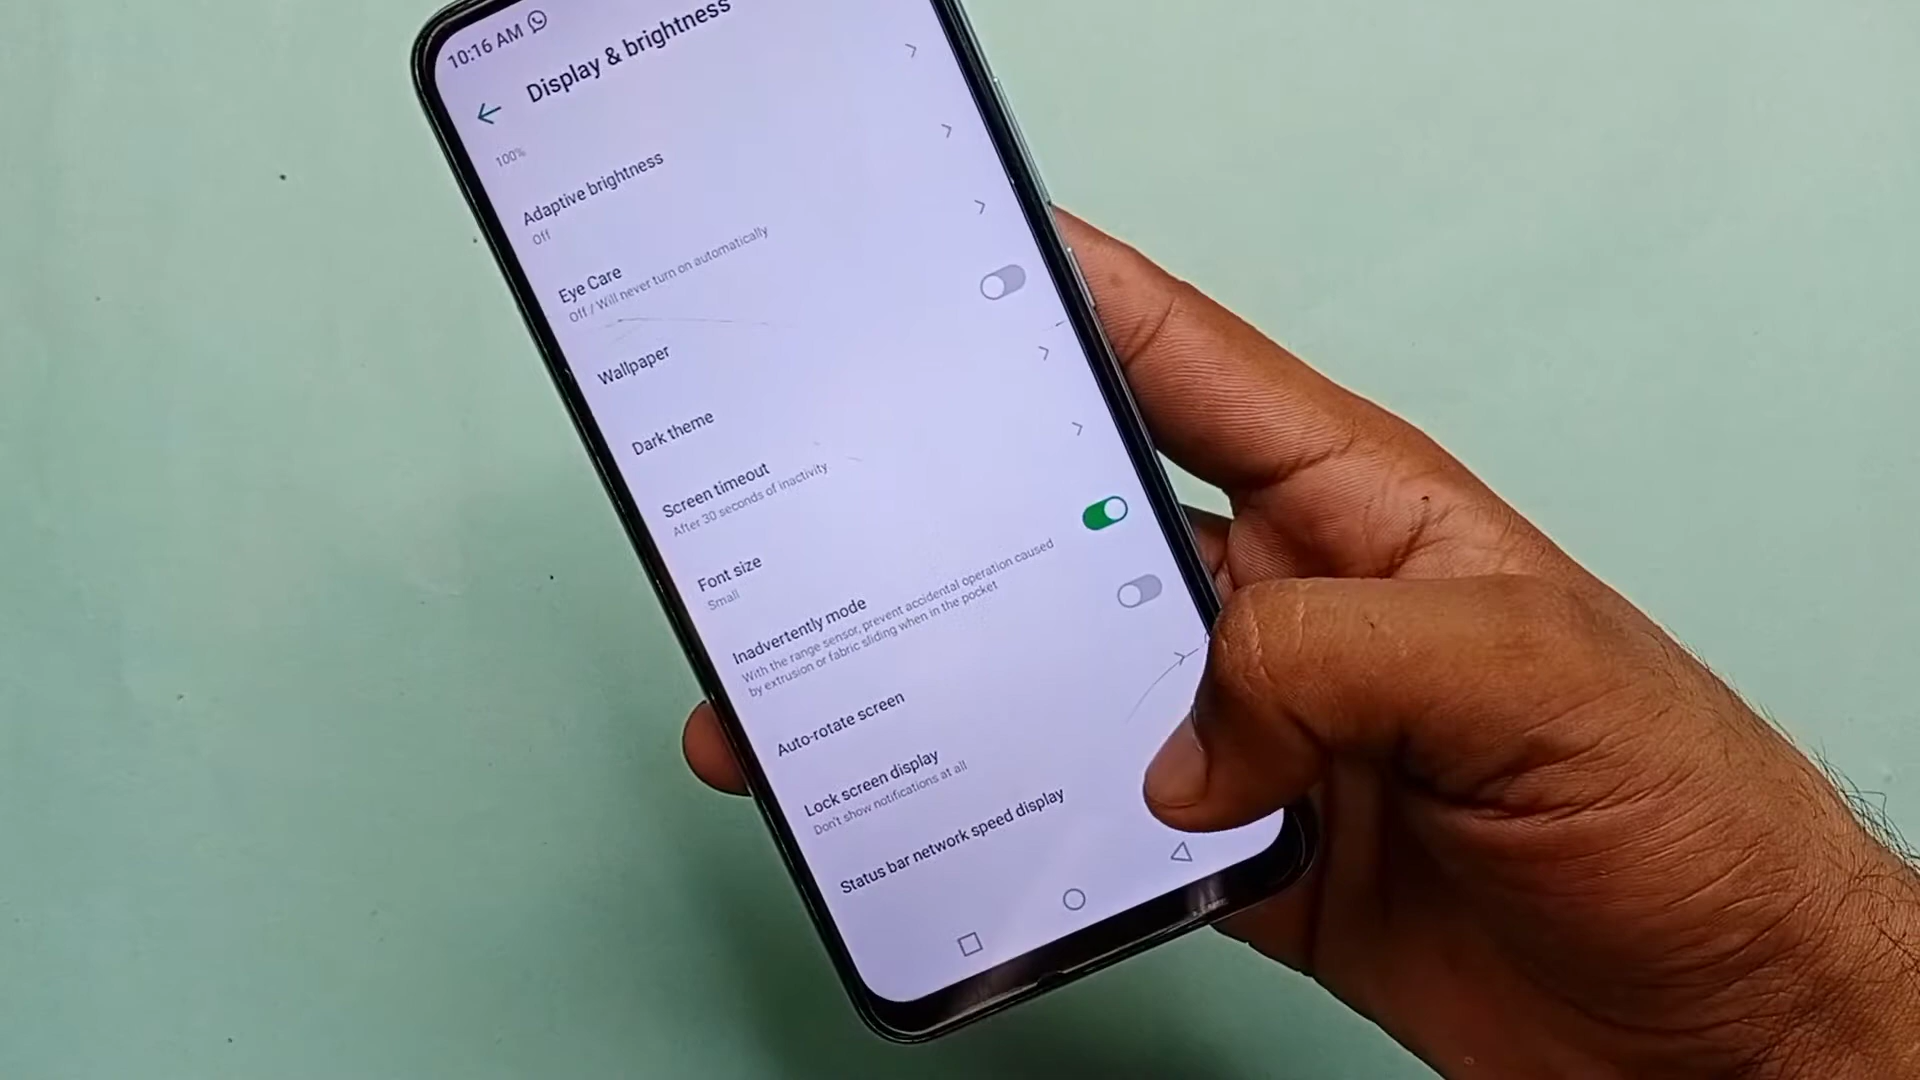 10:16 AM
Display & brightness
100%
Adaptive brightness
Off
Eye Care
Off / Will never turn on automatically
Wallpaper
Dark theme
Screen timeout
After 30 seconds of inactivity
Font size
Small
Inadvertently mode
With the range sensor, prevent accidental operation caused
by extrusion or fabric sliding when in the pocket
Auto-rotate screen
Lock screen display
Don't show notifications at all
Status bar network speed display